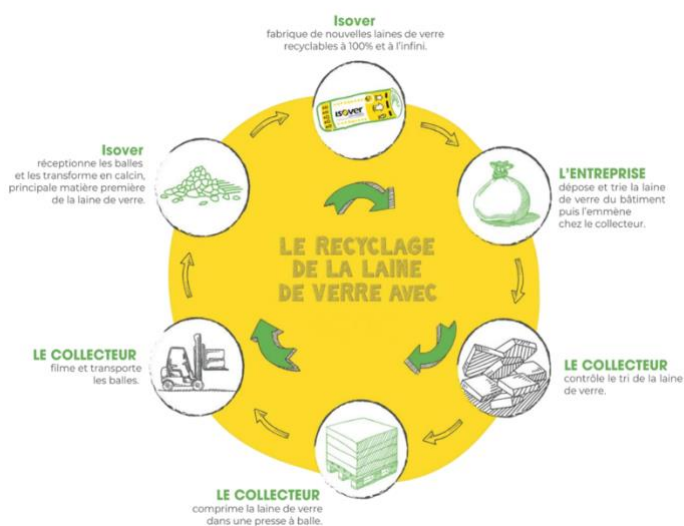 Isover
fabrique de nouvelles laines de verre
recyclables à 100% et à l'infini.
isover
L'ENTREPRISE
dépose et trie la laine
de verre du bâtiment
puis l'emmène
chez le collecteur.
LE COLLECTEUR
contrôle le tri de la laine
de verre.
LE COLLECTEUR
comprime la laine de verre
dans une presse à balle.
LE COLLECTEUR
filme et transporte
les balles.
Isover
réceptionne les balles
et les transforme en calcin,
principale matière première
de la laine de verre.
LE RECYCLAGE
DE LA LAINE
DE VERRE AVEC